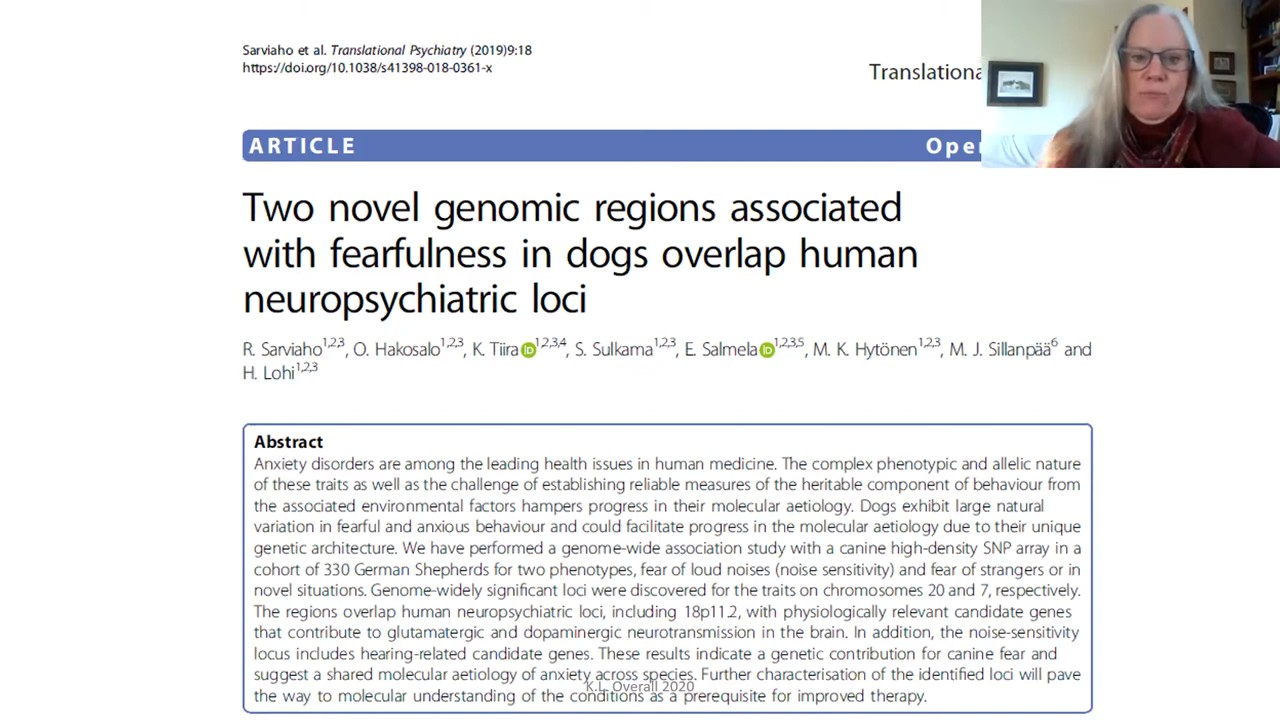 Sarviaho et al. Translational Psychiatry (2019)9:18
https://doi.org/10.1038/s41398-018-0361-x
Translationa
ARTICLE
Open
Two novel genomic regions associated
with fearfulness in dogs overlap human
neuropsychiatric loci
R. Sarviaho1,2,3, O. Hakosalo1,2,3, K. Tiira iD 1,2,3,4, S. Sulkama1,2,3, E. Salmela iD 1,2,3,5, M. K. Hytönen1,2,3, M. J. Sillanpää6 and
H. Lohi1,2,3
Abstract
Anxiety disorders are among the leading health issues in human medicine. The complex phenotypic and allelic nature
of these traits as well as the challenge of establishing reliable measures of the heritable component of behaviour from
the associated environmental factors hampers progress in their molecular aetiology. Dogs exhibit large natural
variation in fearful and anxious behaviour and could facilitate progress in the molecular aetiology due to their unique
genetic architecture. We have performed a genome-wide association study with a canine high-density SNP array in a
cohort of 330 German Shepherds for two phenotypes, fear of loud noises (noise sensitivity) and fear of strangers or in
novel situations. Genome-widely significant loci were discovered for the traits on chromosomes 20 and 7, respectively.
The regions overlap human neuropsychiatric loci, including 18p11.2, with physiologically relevant candidate genes
that contribute to glutamatergic and dopaminergic neurotransmission in the brain. In addition, the noise-sensitivity
locus includes hearing-related candidate genes. These results indicate a genetic contribution for canine fear and
suggest a shared molecular aetiology of anxiety across species. Further characterisation of the identified loci will pave
K.L. Overall 2020
the way to molecular understanding of the conditions as a prerequisite for improved therapy.